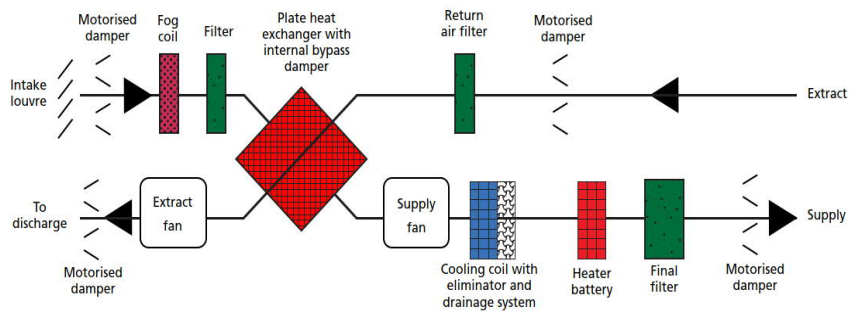 Motorised
damper
Fog
coil
Filter
Plate heat
exchanger with
internal bypass
damper
Return
air filter
Motorised
damper
Intake
louvre
Extract
To
discharge
Extract
fan
Supply
fan
Supply
Motorised
damper
Cooling coil with
eliminator and
drainage system
Heater
battery
Final
filter
Motorised
damper